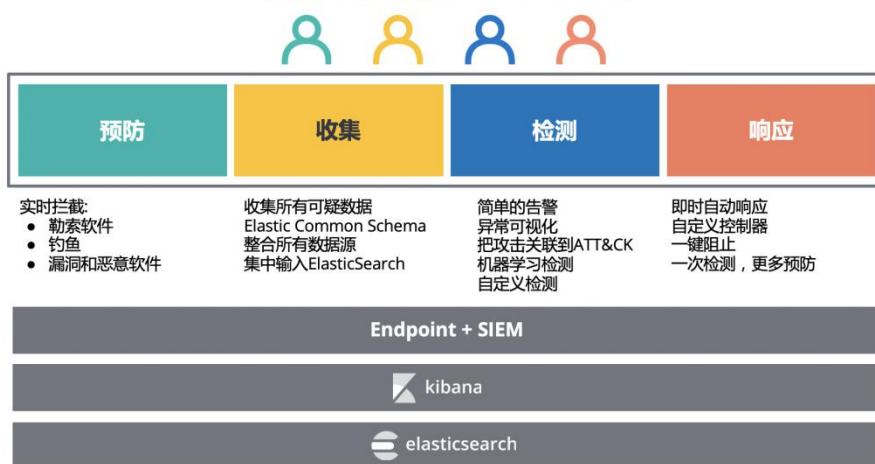 预防
收集
检测
响应
实时拦截:
● 勒索软件
● 钓鱼
● 漏洞和恶意软件
收集所有可疑数据
Elastic Common Schema
整合所有数据源
集中输入ElasticSearch
简单的告警
异常可视化
把攻击关联到ATT&CK
机器学习检测
自定义检测
即时自动响应
自定义控制器
一键阻止
一次检测，更多预防
Endpoint + SIEM
kibana
elasticsearch